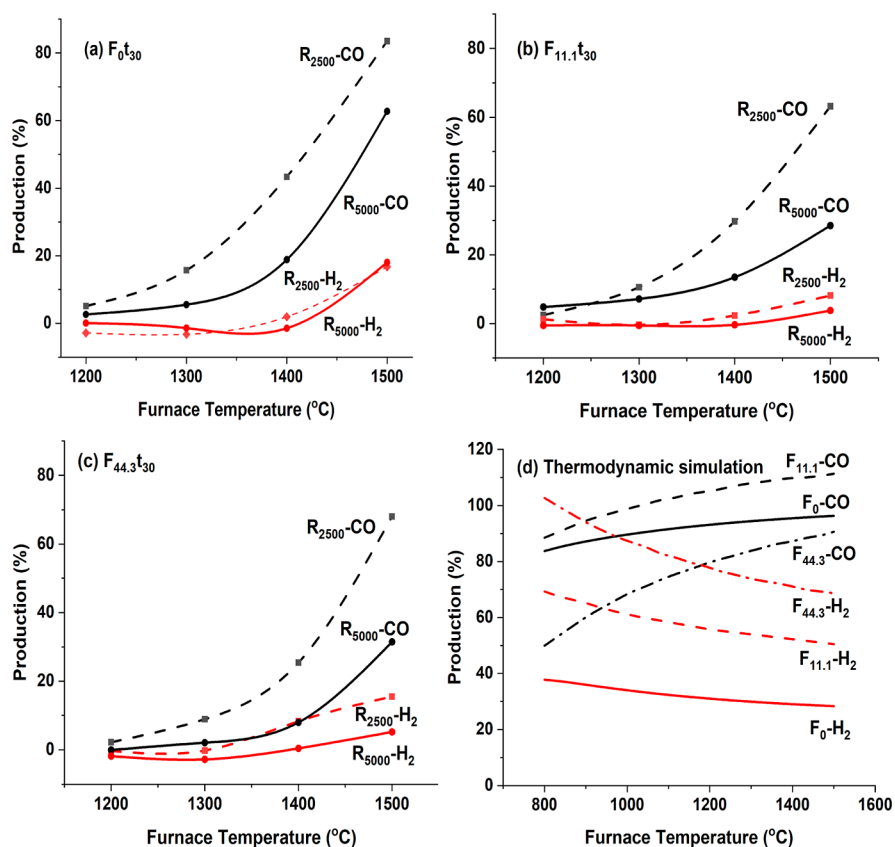 (a) F₀t₃₀
R₂₅₀₀-CO
R₅₀₀₀-CO
R₂₅₀₀-H₂
R₅₀₀₀-H₂
80
60
40
20
0
1200 1300 1400 1500
Production (%)
Furnace Temperature (°C)
(b) F₁₁.₁t₃₀
R₂₅₀₀-CO
R₅₀₀₀-CO
R₂₅₀₀-H₂
R₅₀₀₀-H₂
80
60
40
20
0
1200 1300 1400 1500
Production (%)
Furnace Temperature (°C)
(c) F₄₄.₃t₃₀
R₂₅₀₀-CO
R₅₀₀₀-CO
R₂₅₀₀-H₂
R₅₀₀₀-H₂
80
60
40
20
0
1200 1300 1400 1500
Production (%)
Furnace Temperature (°C)
(d) Thermodynamic simulation
F₁₁.₁-CO
F₀-CO
F₄₄.₃-CO
F₄₄.₃-H₂
F₁₁.₁-H₂
F₀-H₂
120
100
80
60
40
20
0
800 1000 1200 1400 1600
Production (%)
Furnace Temperature (°C)